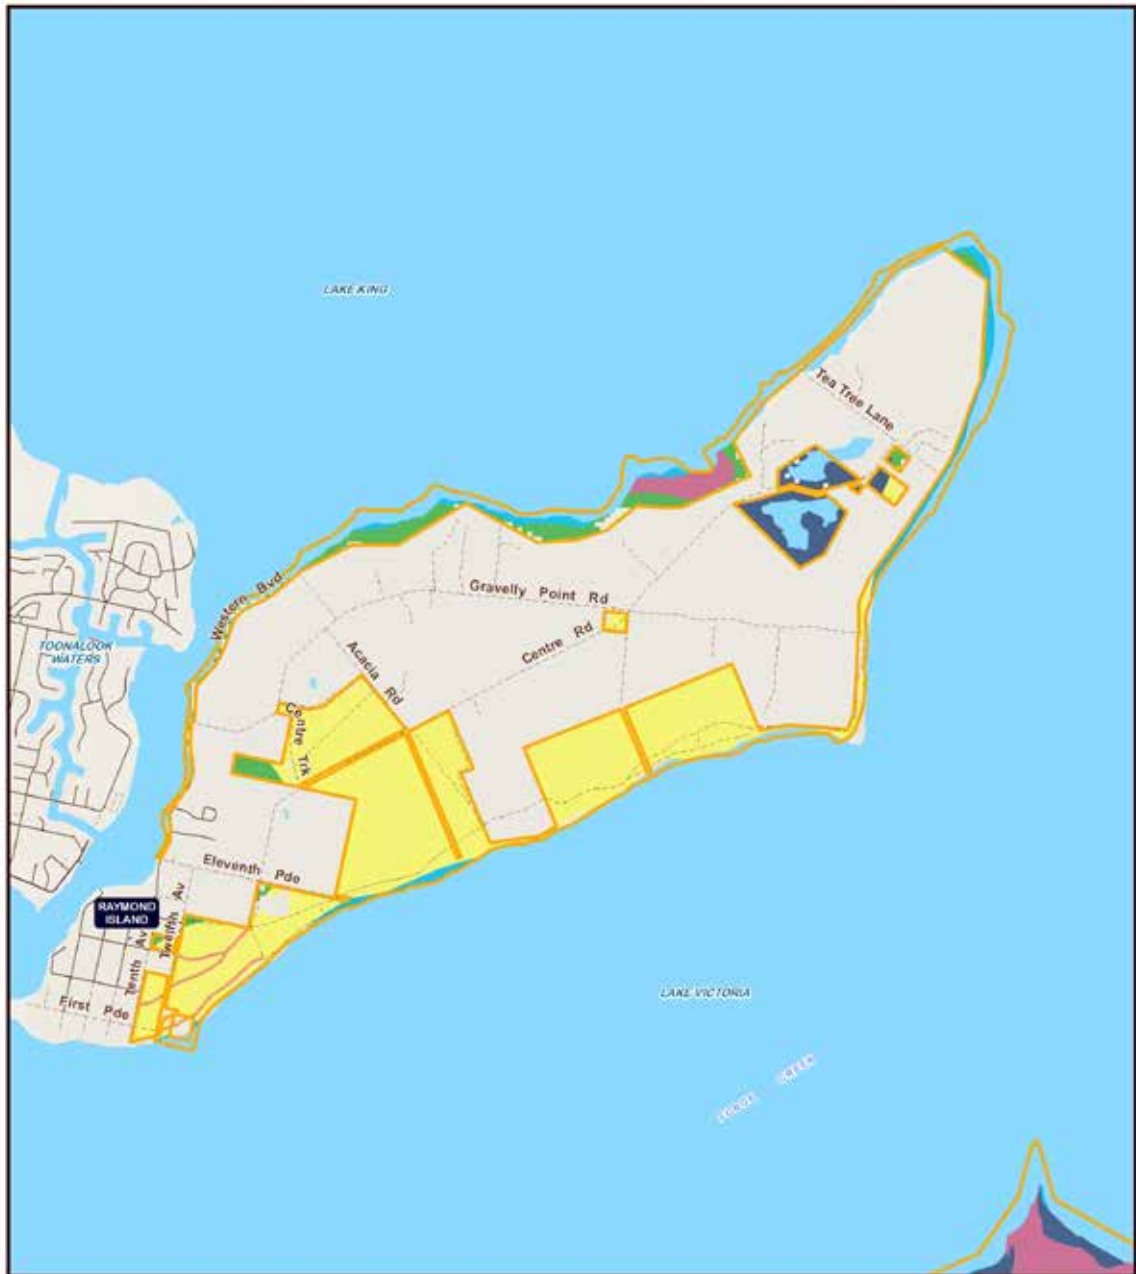 LAKE KING
Tea Tree Lane
Western Bvd
Gravelly Point Rd
TOONALOOK
WATERS
Centre Rd
Acacia Rd
Centre Trk
Eleventh Pde
RAYMOND
ISLAND
Twelfth Av
Tenth Av
First Pde
LAKE VICTORIA
CREEK